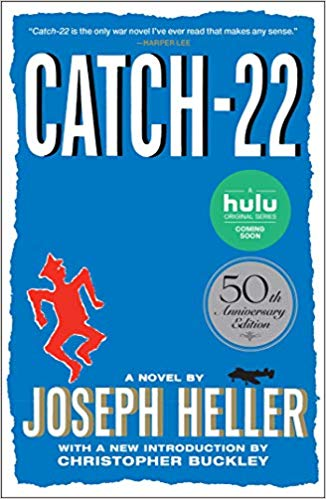 "Catch-22 is the only war novel I've ever read that makes any sense."
—HARPER LEE
CATCH-22
A
hulu
ORIGINAL SERIES
COMING
SOON
50th
Anniversary
Edition
A NOVEL BY
JOSEPH HELLER
WITH A NEW INTRODUCTION BY
CHRISTOPHER BUCKLEY